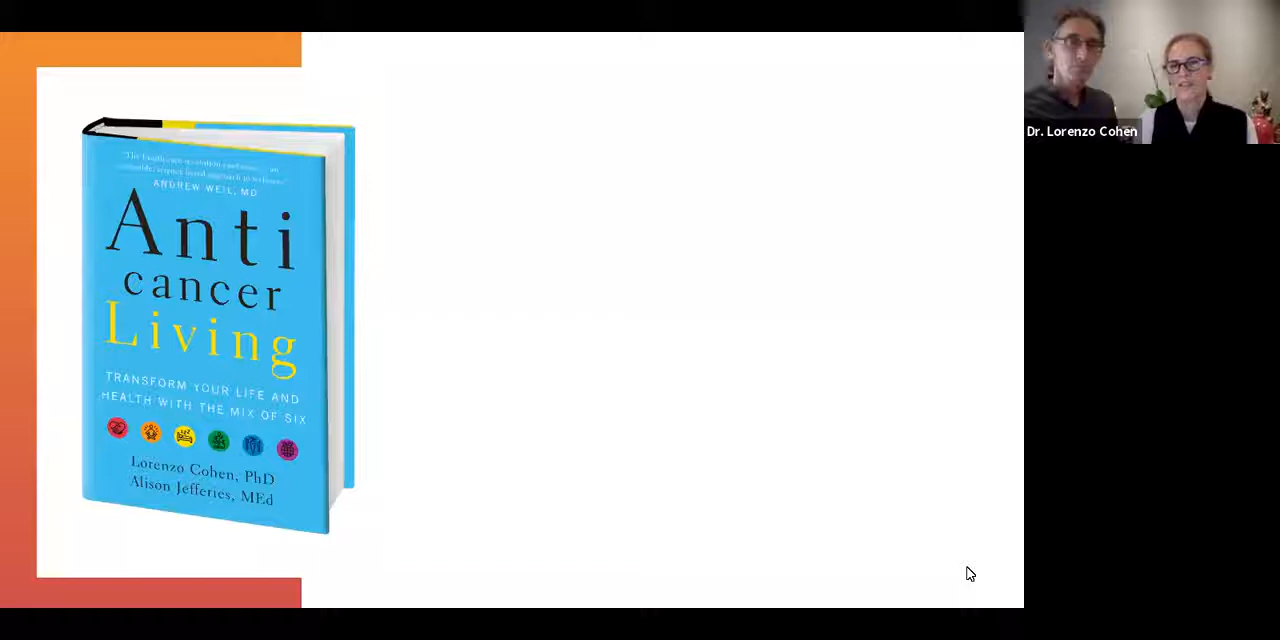 ANDREW WEIL, MD
Anti
cancer
Living
TRANSFORM YOUR LIFE AND
HEALTH WITH THE MIX OF SIX
Lorenzo Cohen, PhD
Alison Jefferies, MEd
Dr. Lorenzo Cohen